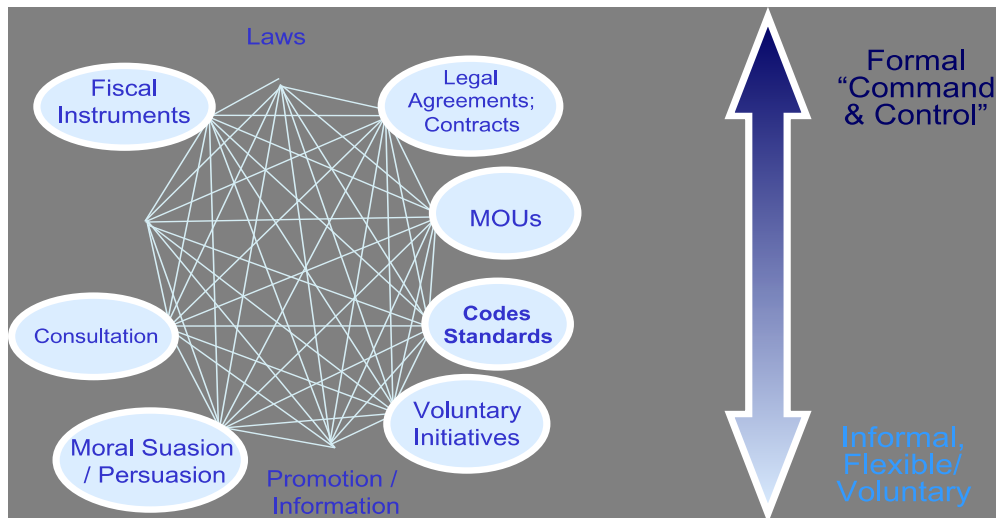 Laws
Fiscal
Instruments
Legal
Agreements;
Contracts
MOUs
Codes
Standards
Voluntary
Initiatives
Promotion /
Information
Moral Suasion
/ Persuasion
Consultation
Formal
“Command
& Control”
Informal,
Flexible/
Voluntary